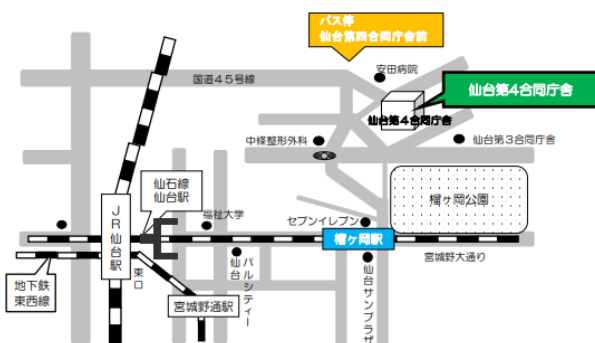 バス停
仙台第四合同庁舎前
国道45号線
安田病院
仙台第4合同庁舎
仙台第4合同庁舎
中條整形外科
仙台第3合同庁舎
仙石線
仙台駅
榴ヶ岡公園
福祉大学
セブンイレブン
JR仙台駅
榴ヶ岡駅
宮城野大通り
地下鉄
東西線
東口
宮城野通駅
仙台
パルシティー
仙台サンプラザ